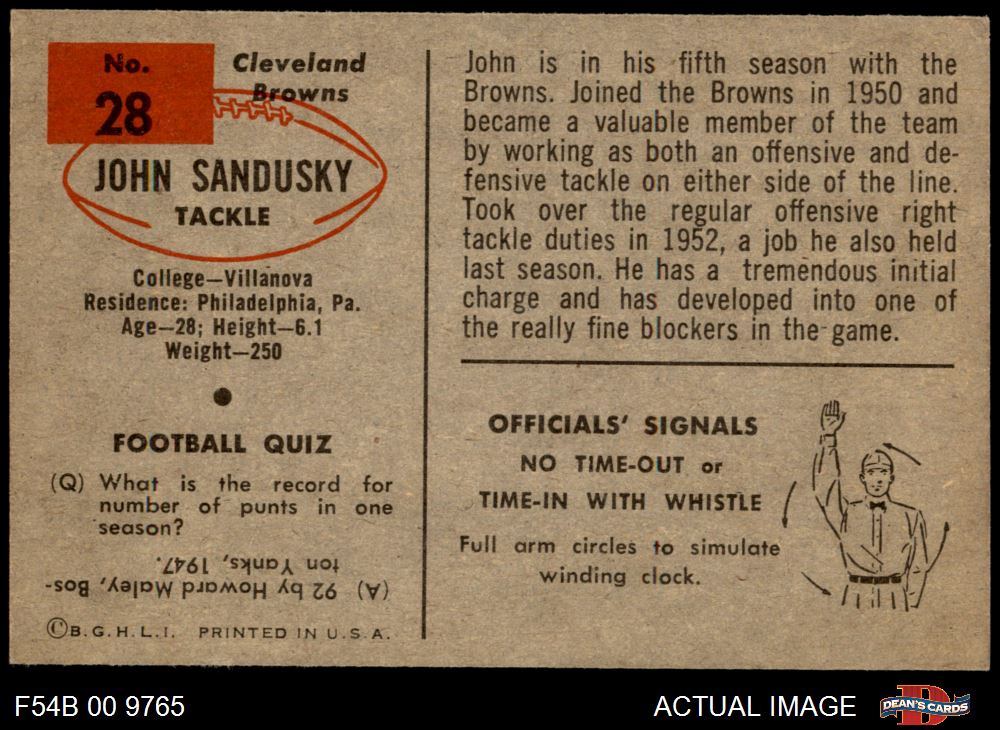 No.
28
Cleveland
Browns
JOHN SANDUSKY
TACKLE
College—Villanova
Residence: Philadelphia, Pa.
Age—28; Height—6.1
Weight—250
FOOTBALL QUIZ
(Q) What is the record for
number of punts in one
season?
(A) 92 by Howard Maley, Bos-
ton Yanks, 1947.
©B.G.H.L.I. PRINTED IN U.S.A.
John is in his fifth season with the
Browns. Joined the Browns in 1950 and
became a valuable member of the team
by working as both an offensive and de-
fensive tackle on either side of the line.
Took over the regular offensive right
tackle duties in 1952, a job he also held
last season. He has a tremendous initial
charge and has developed into one of
the really fine blockers in the game.
OFFICIALS' SIGNALS
NO TIME-OUT or
TIME-IN WITH WHISTLE
Full arm circles to simulate
winding clock.
F54B 00 9765
ACTUAL IMAGE
D
DEAN'S CARDS